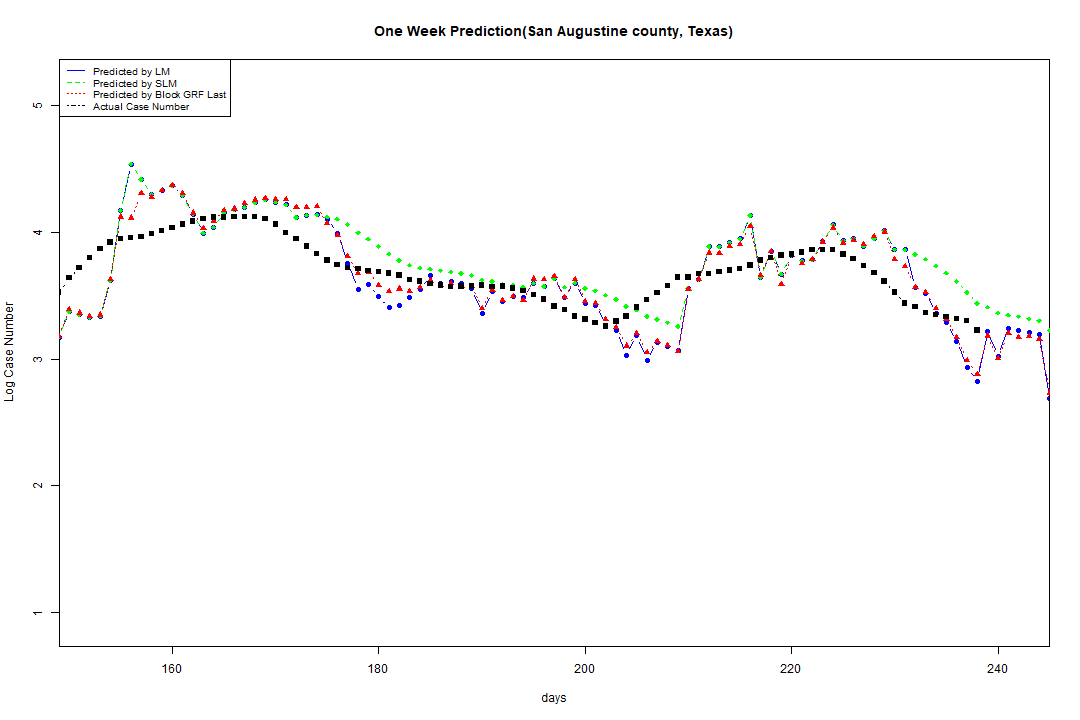 One Week Prediction(San Augustine county, Texas)
Predicted by LM
Predicted by SLM
Predicted by Block GRF Last
Actual Case Number
5
4
3
2
1
Log Case Number
160 180 200 220 240
days